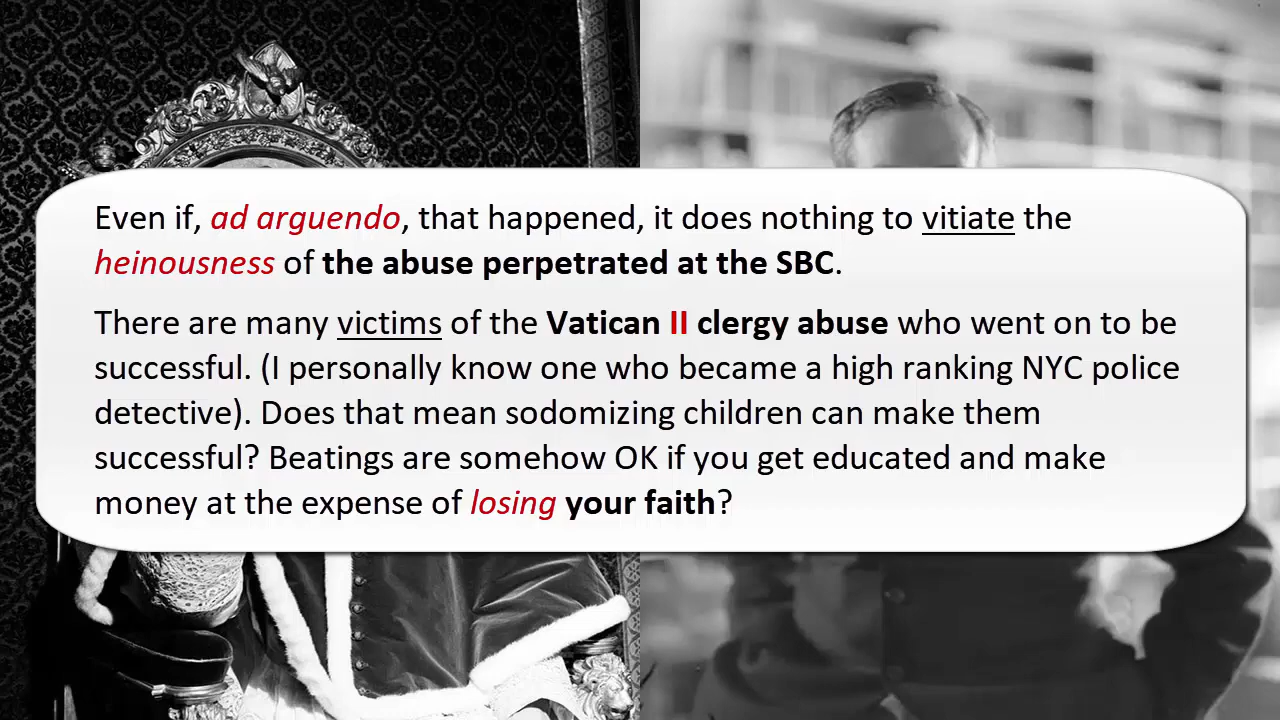 Even if, ad arguendo, that happened, it does nothing to vitiate the
heinousness of the abuse perpetrated at the SBC.
There are many victims of the Vatican II clergy abuse who went on to be
successful. (I personally know one who became a high ranking NYC police
detective). Does that mean sodomizing children can make them
successful? Beatings are somehow OK if you get educated and make
money at the expense of losing your faith?